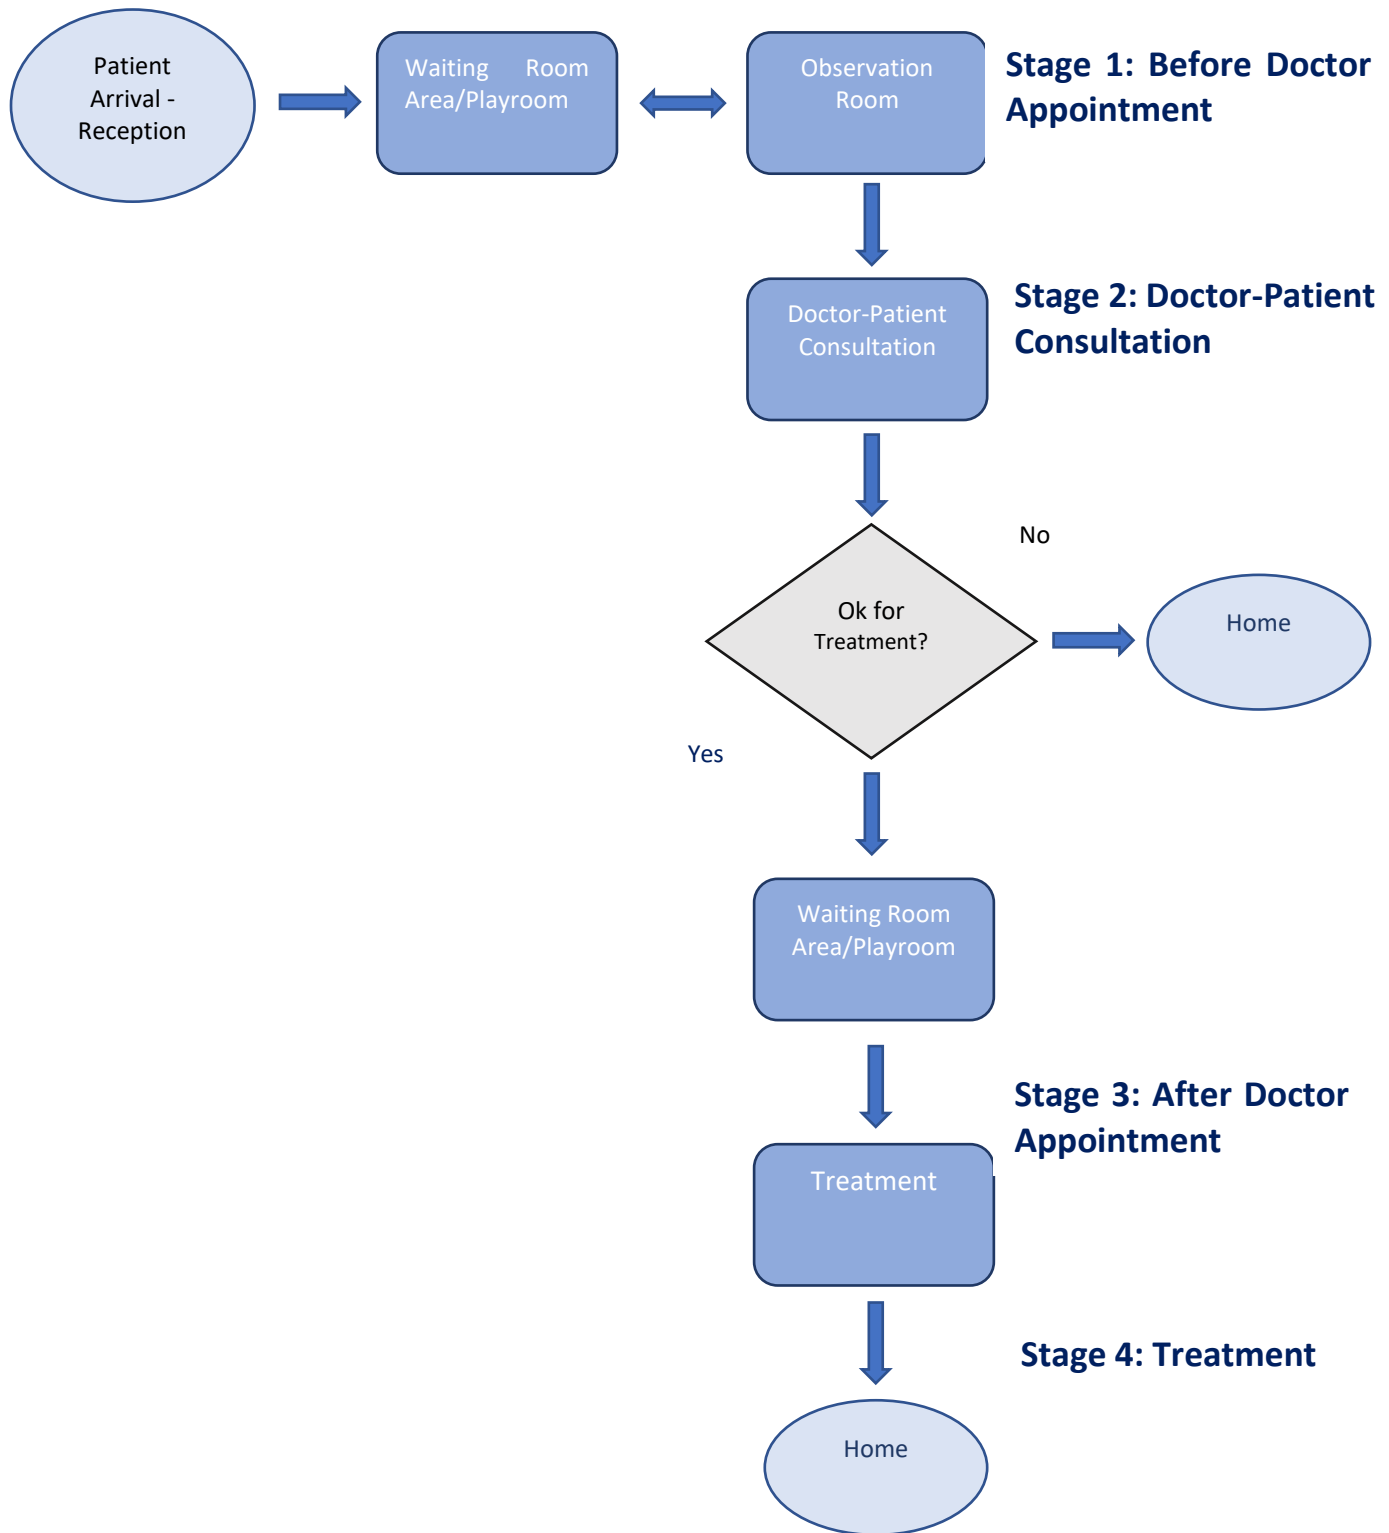 Patient
Arrival -
Reception
Waiting Room
Area/Playroom
Observation
Room
Stage 1: Before Doctor
Appointment
Doctor-Patient
Consultation
Stage 2: Doctor-Patient
Consultation
No
Ok for
Treatment?
Home
Yes
Waiting Room
Area/Playroom
Stage 3: After Doctor
Appointment
Treatment
Stage 4: Treatment
Home